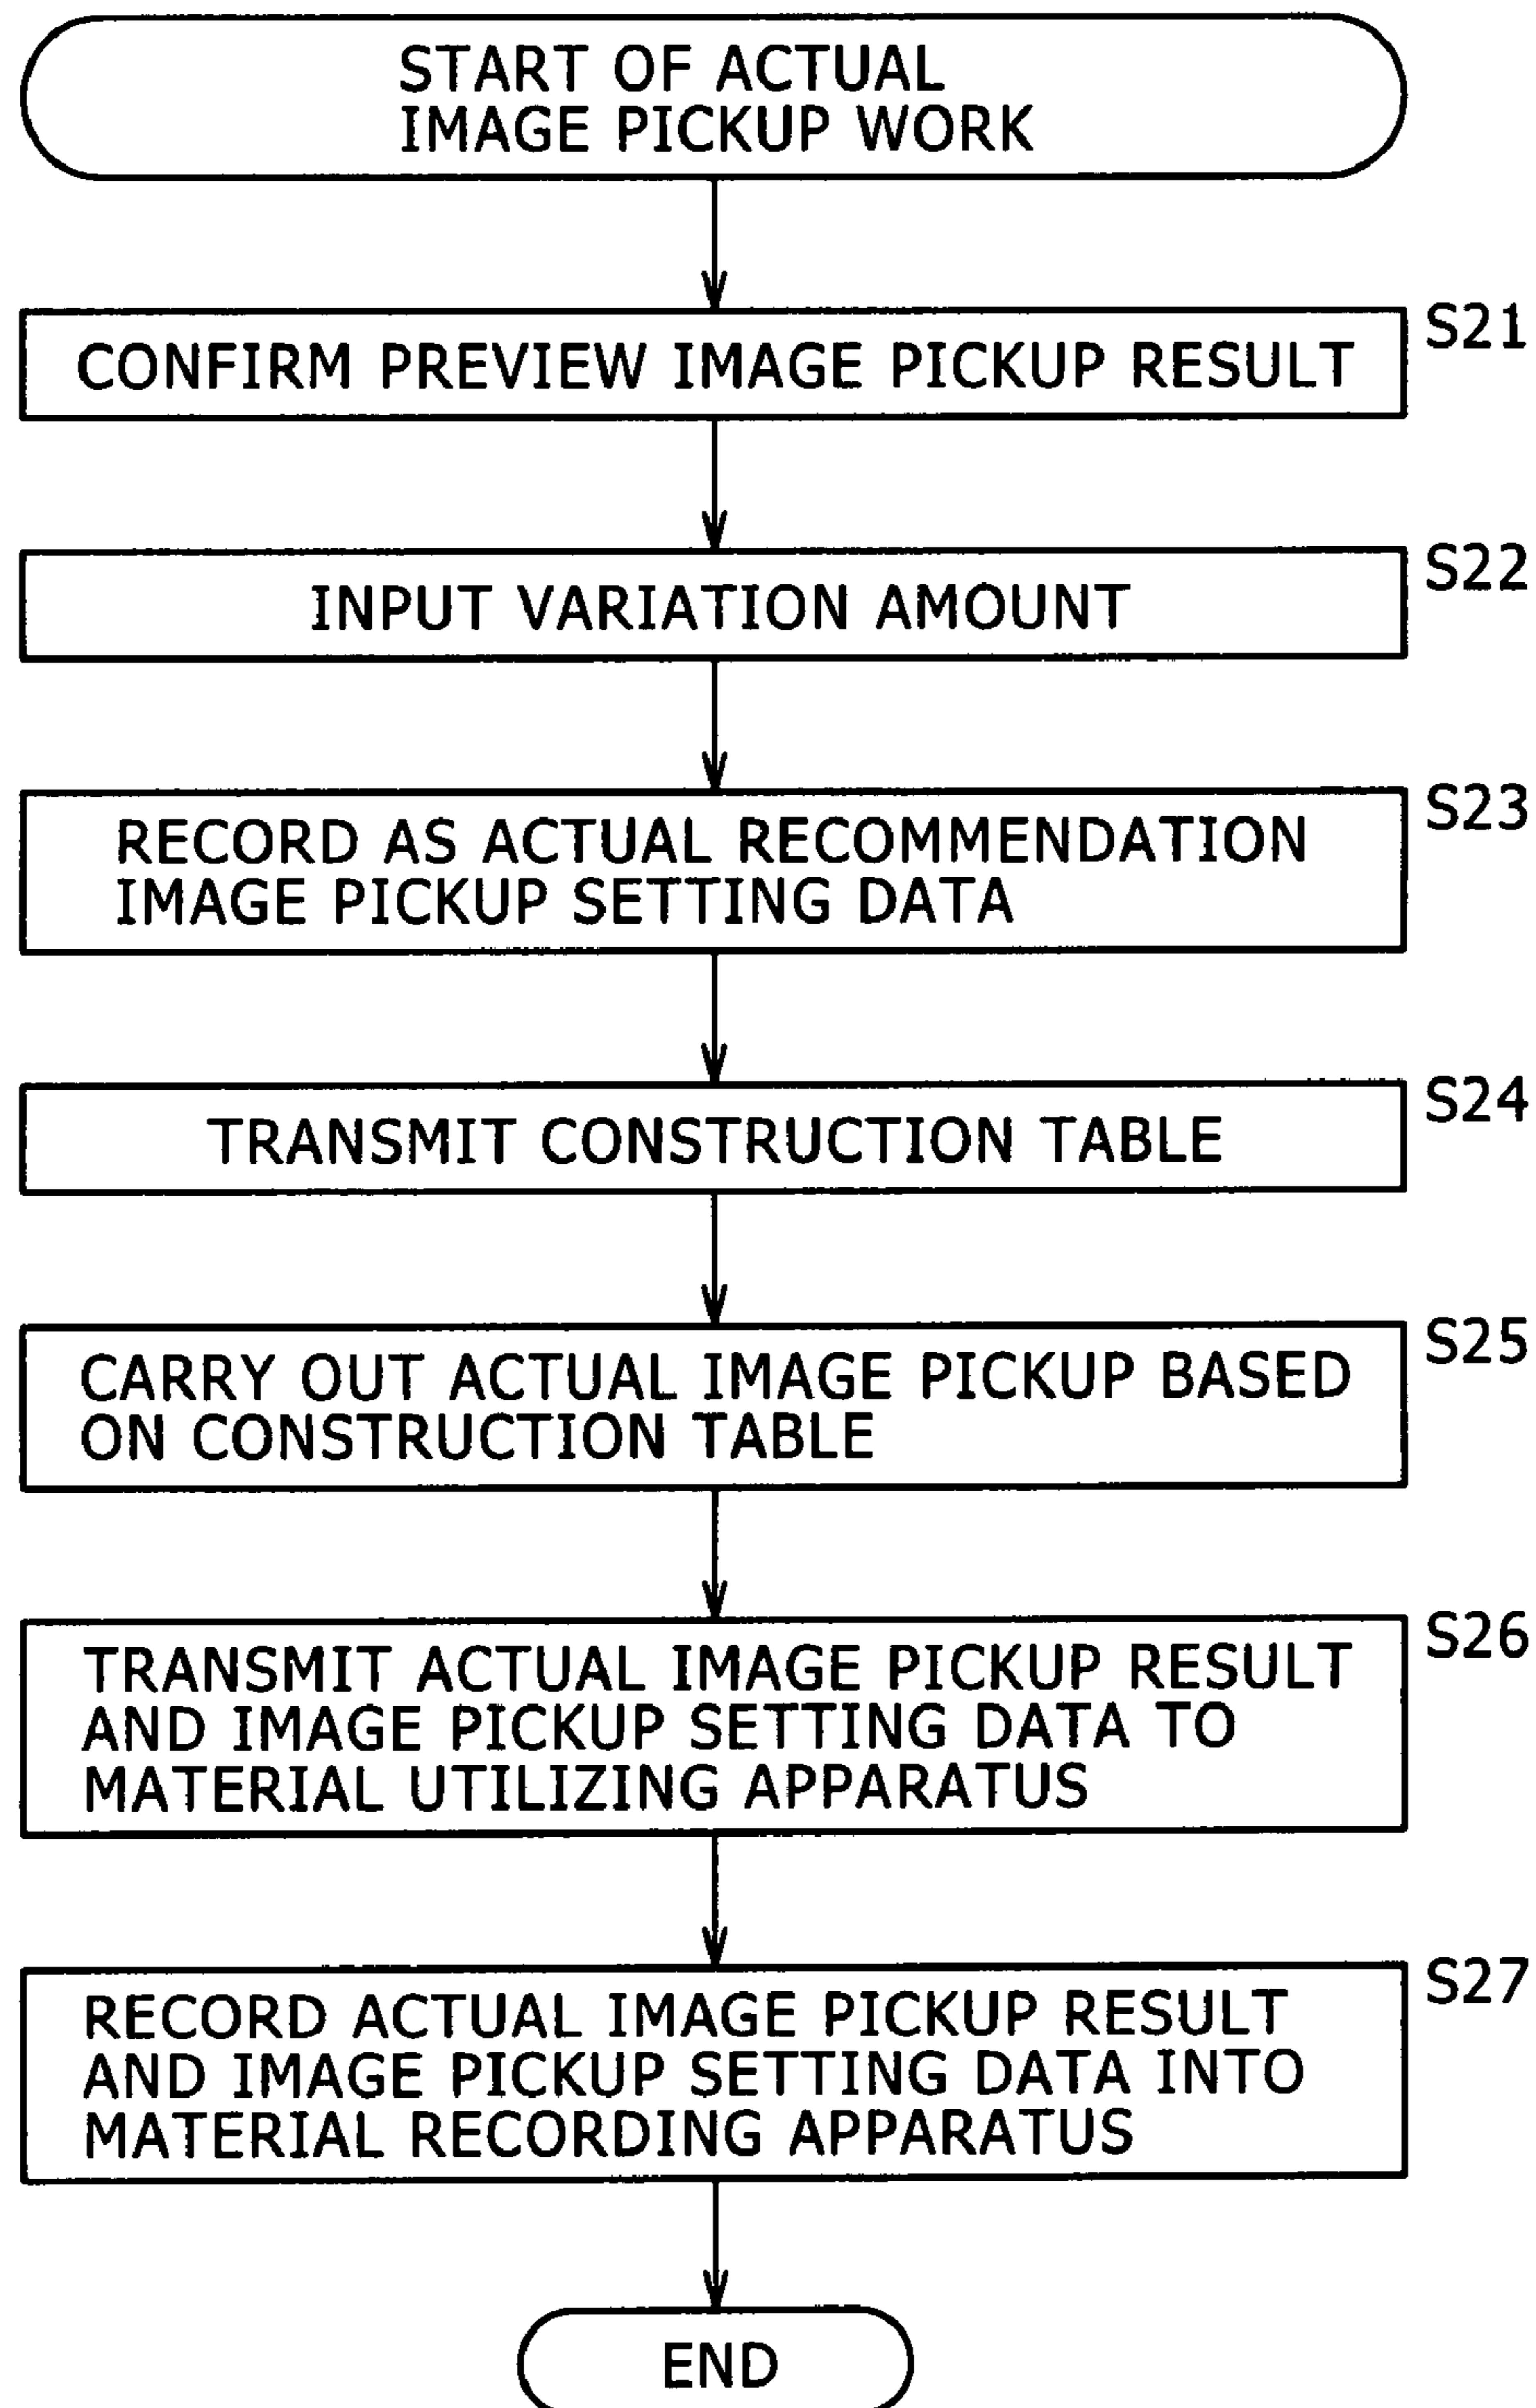 START OF ACTUAL
IMAGE PICKUP WORK
S21
CONFIRM PREVIEW IMAGE PICKUP RESULT
S22
INPUT VARIATION AMOUNT
S23
RECORD AS ACTUAL RECOMMENDATION
IMAGE PICKUP SETTING DATA
S24
TRANSMIT CONSTRUCTION TABLE
S25
CARRY OUT ACTUAL IMAGE PICKUP BASED
ON CONSTRUCTION TABLE
S26
TRANSMIT ACTUAL IMAGE PICKUP RESULT
AND IMAGE PICKUP SETTING DATA TO
MATERIAL UTILIZING APPARATUS
S27
RECORD ACTUAL IMAGE PICKUP RESULT
AND IMAGE PICKUP SETTING DATA INTO
MATERIAL RECORDING APPARATUS
END